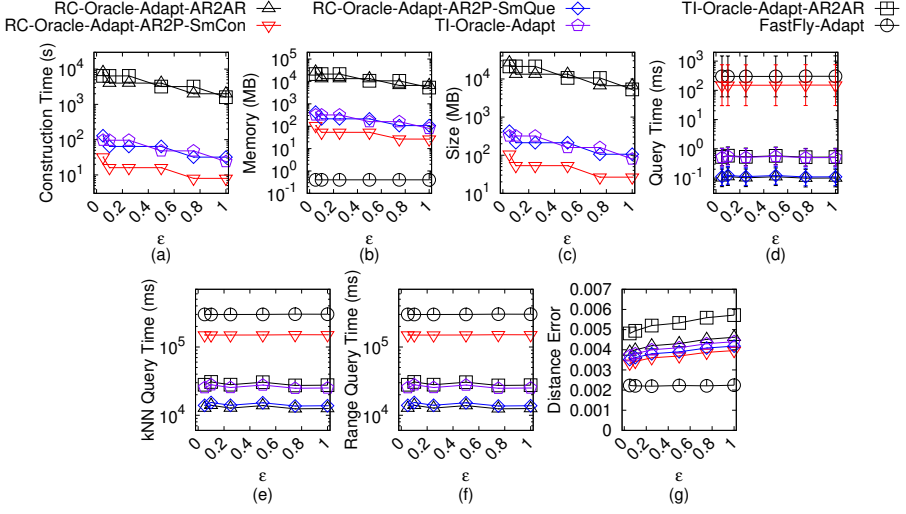 RC-Oracle-Adapt-AR2AR
RC-Oracle-Adapt-AR2P-SmQue
TI-Oracle-Adapt-AR2AR
RC-Oracle-Adapt-AR2P-SmCon
TI-Oracle-Adapt
FastFly-Adapt
Construction Time (s)
10^4
10^3
10^2
10^1
0
0.2
0.4
0.6
0.8
1
ε
(a)
Memory (MB)
10^5
10^4
10^3
10^2
10^1
10^0
10^-1
0
0.2
0.4
0.6
0.8
1
ε
(b)
Size (MB)
10^4
10^3
10^2
10^1
0
0.2
0.4
0.6
0.8
1
ε
(c)
Query Time (ms)
10^3
10^2
10^1
10^0
10^-1
0
0.2
0.4
0.6
0.8
1
ε
(d)
kNN Query Time (ms)
10^5
10^4
0
0.2
0.4
0.6
0.8
1
ε
(e)
Range Query Time (ms)
10^5
10^4
0
0.2
0.4
0.6
0.8
1
ε
(f)
Distance Error
0.007
0.006
0.005
0.004
0.003
0.002
0.001
0
0
0.2
0.4
0.6
0.8
1
ε
(g)